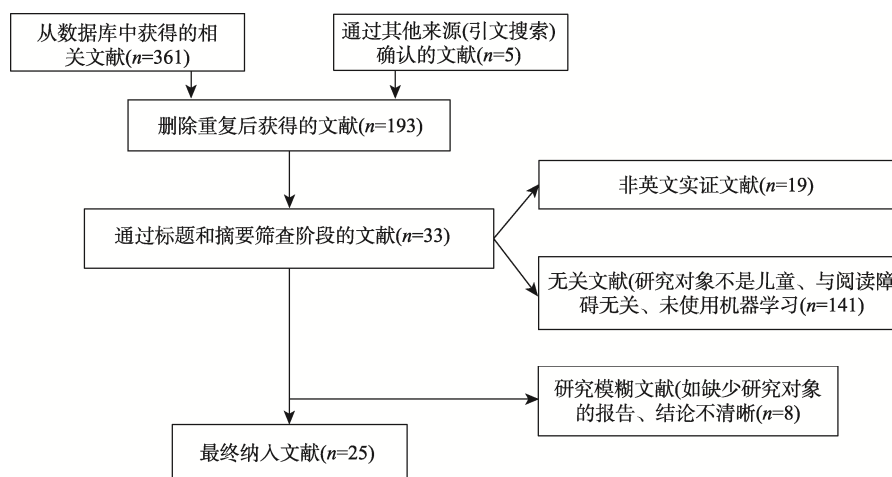 从数据库中获得的相
关文献(n=361)
通过其他来源(引文搜索)
确认的文献(n=5)
删除重复后获得的文献(n=193)
非英文实证文献(n=19)
通过标题和摘要筛查阶段的文献(n=33)
无关文献(研究对象不是儿童、与阅读障
碍无关、未使用机器学习(n=141)
研究模糊文献(如缺少研究对象
的报告、结论不清晰(n=8)
最终纳入文献(n=25)